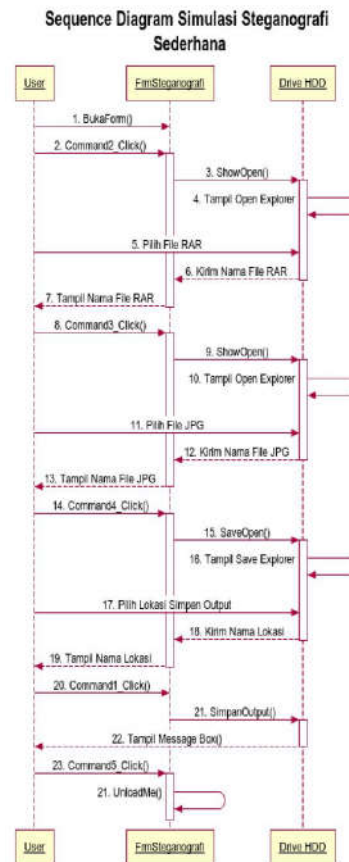 Sequence Diagram Simulasi Steganografi
Sederhana
User
FrmSteganografi
Drive HDD
1. BukaForm()
2. Command2_Click()
3. ShowOpen()
4. Tampil Open Explorer
5. Pilih File RAR
6. Kirim Nama File RAR
7. Tampil Nama File RAR
8. Command3_Click()
9. ShowOpen()
10. Tampil Open Explorer
11. Pilih File JPG
12. Kirim Nama File JPG
13. Tampil Nama File JPG
14. Command4_Click()
15. SaveOpen()
16. Tampil Save Explorer
17. Pilih Lokasi Simpan Output
18. Kirim Nama Lokasi
19. Tampil Nama Lokasi
20. Command1_Click()
21. SimpanOutput()
22. Tampil Message Box()
23. Command5_Click()
21. UnloadMe()
User
FrmSteganografi
Drive HDD